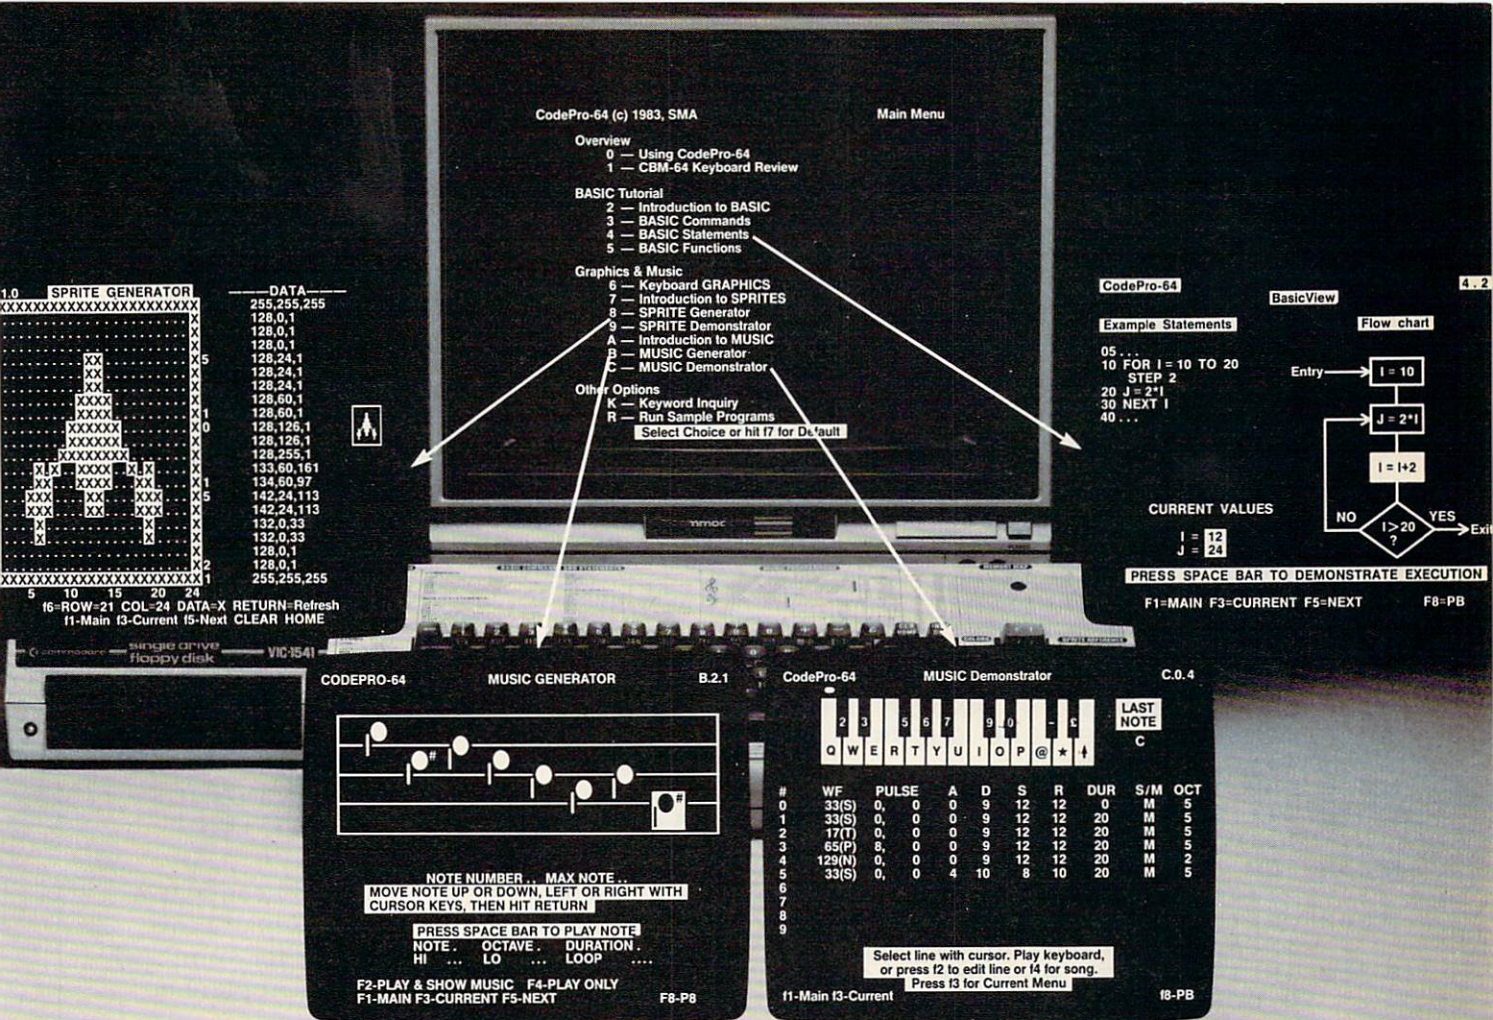 CodePro-64 (c) 1983, SMA Main Menu
Overview
0 — Using CodePro-64
1 — CBM-64 Keyboard Review
BASIC Tutorial
2 — Introduction to BASIC
3 — BASIC Commands
4 — BASIC Statements
5 — BASIC Functions
Graphics & Music
6 — Keyboard GRAPHICS
7 — Introduction to SPRITES
8 — SPRITE Generator
9 — SPRITE Demonstrator
A — Introduction to MUSIC
B — MUSIC Generator
C — MUSIC Demonstrator
Other Options
K — Keyword Inquiry
R — Run Sample Programs
Select Choice or hit f7 for Default
1.0 SPRITE GENERATOR
———DATA———
255,255,255
128,0,1
128,0,1
128,0,1
128,24,1
128,24,1
128,24,1
128,60,1
128,60,1
128,126,1
128,126,1
128,255,1
133,60,161
134,60,97
142,24,113
142,24,113
132,0,33
132,0,33
128,0,1
128,0,1
255,255,255
5 10 15 20 24
f6=ROW=21 COL=24 DATA=X RETURN=Refresh
f1-Main f3-Current f5-Next CLEAR HOME
CodePro-64 4.2
BasicView
Example Statements Flow chart
05...
10 FOR I = 10 TO 20
STEP 2
20 J=2*I
30 NEXT I
40...
Entry
I = 10
J = 2*I
I = I+2
NO I>20 YES Exit
?
CURRENT VALUES
I = 12
J = 24
PRESS SPACE BAR TO DEMONSTRATE EXECUTION
F1=MAIN F3=CURRENT F5=NEXT F8=PB
commodore single drive floppy disk VIC-1541
CODEPRO-64 MUSIC GENERATOR B.2.1
NOTE NUMBER .. MAX NOTE ..
MOVE NOTE UP OR DOWN, LEFT OR RIGHT WITH
CURSOR KEYS, THEN HIT RETURN
PRESS SPACE BAR TO PLAY NOTE
NOTE . OCTAVE . DURATION .
HI ... LO ... LOOP ....
F2-PLAY & SHOW MUSIC F4-PLAY ONLY
F1-MAIN F3-CURRENT F5-NEXT F8-P8
CodePro-64 MUSIC Demonstrator C.0.4
2 3 5 6 7 9 0 – £
Q W E R T Y U I O P @ * ↑
LAST
NOTE
C
# WF PULSE A D S R DUR S/M OCT
0 33(S) 0, 0 0 9 12 12 0 M 5
1 33(S) 0, 0 0 9 12 12 20 M 5
2 17(T) 0, 0 0 9 12 12 20 M 5
3 65(P) 8, 0 0 9 12 12 20 M 5
4 129(N) 0, 0 0 9 12 12 20 M 2
5 33(S) 0, 0 4 10 8 10 20 M 5
6
7
8
9
Select line with cursor. Play keyboard,
or press f2 to edit line or f4 for song.
Press f3 for Current Menu
f1-Main f3-Current f8-PB